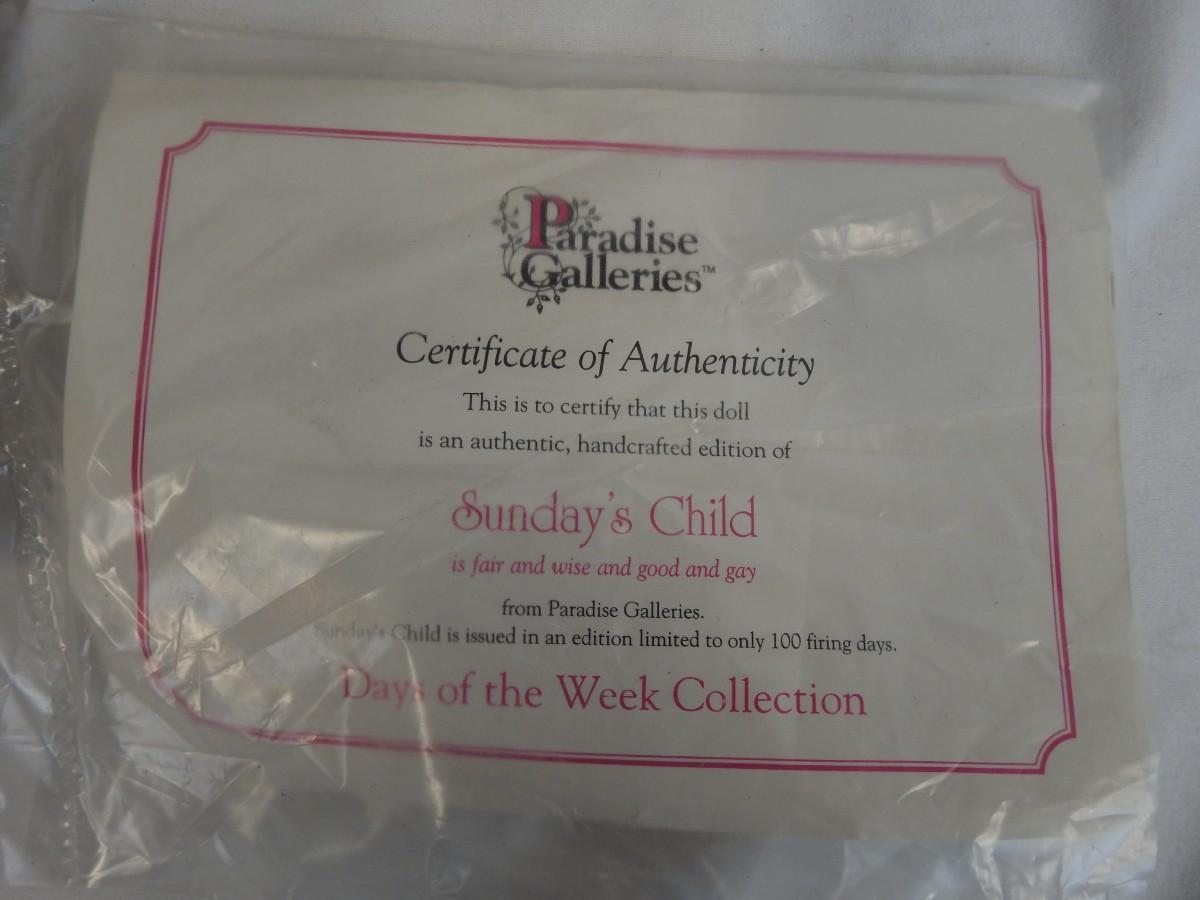 Paradise
Galleries™
Certificate of Authenticity
This is to certify that this doll
is an authentic, handcrafted edition of
Sunday's Child
is fair and wise and good and gay
from Paradise Galleries.
Sunday's Child is issued in an edition limited to only 100 firing days.
Days of the Week Collection